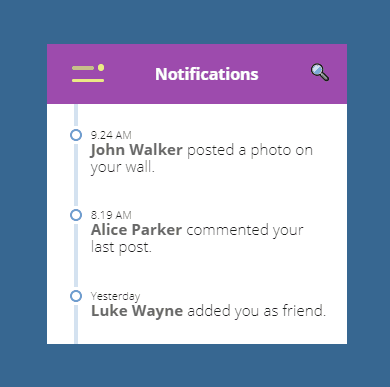 Notifications
9.24 AM
John Walker posted a photo on
your wall.
8.19 AM
Alice Parker commented your
last post.
Yesterday
Luke Wayne added you as friend.